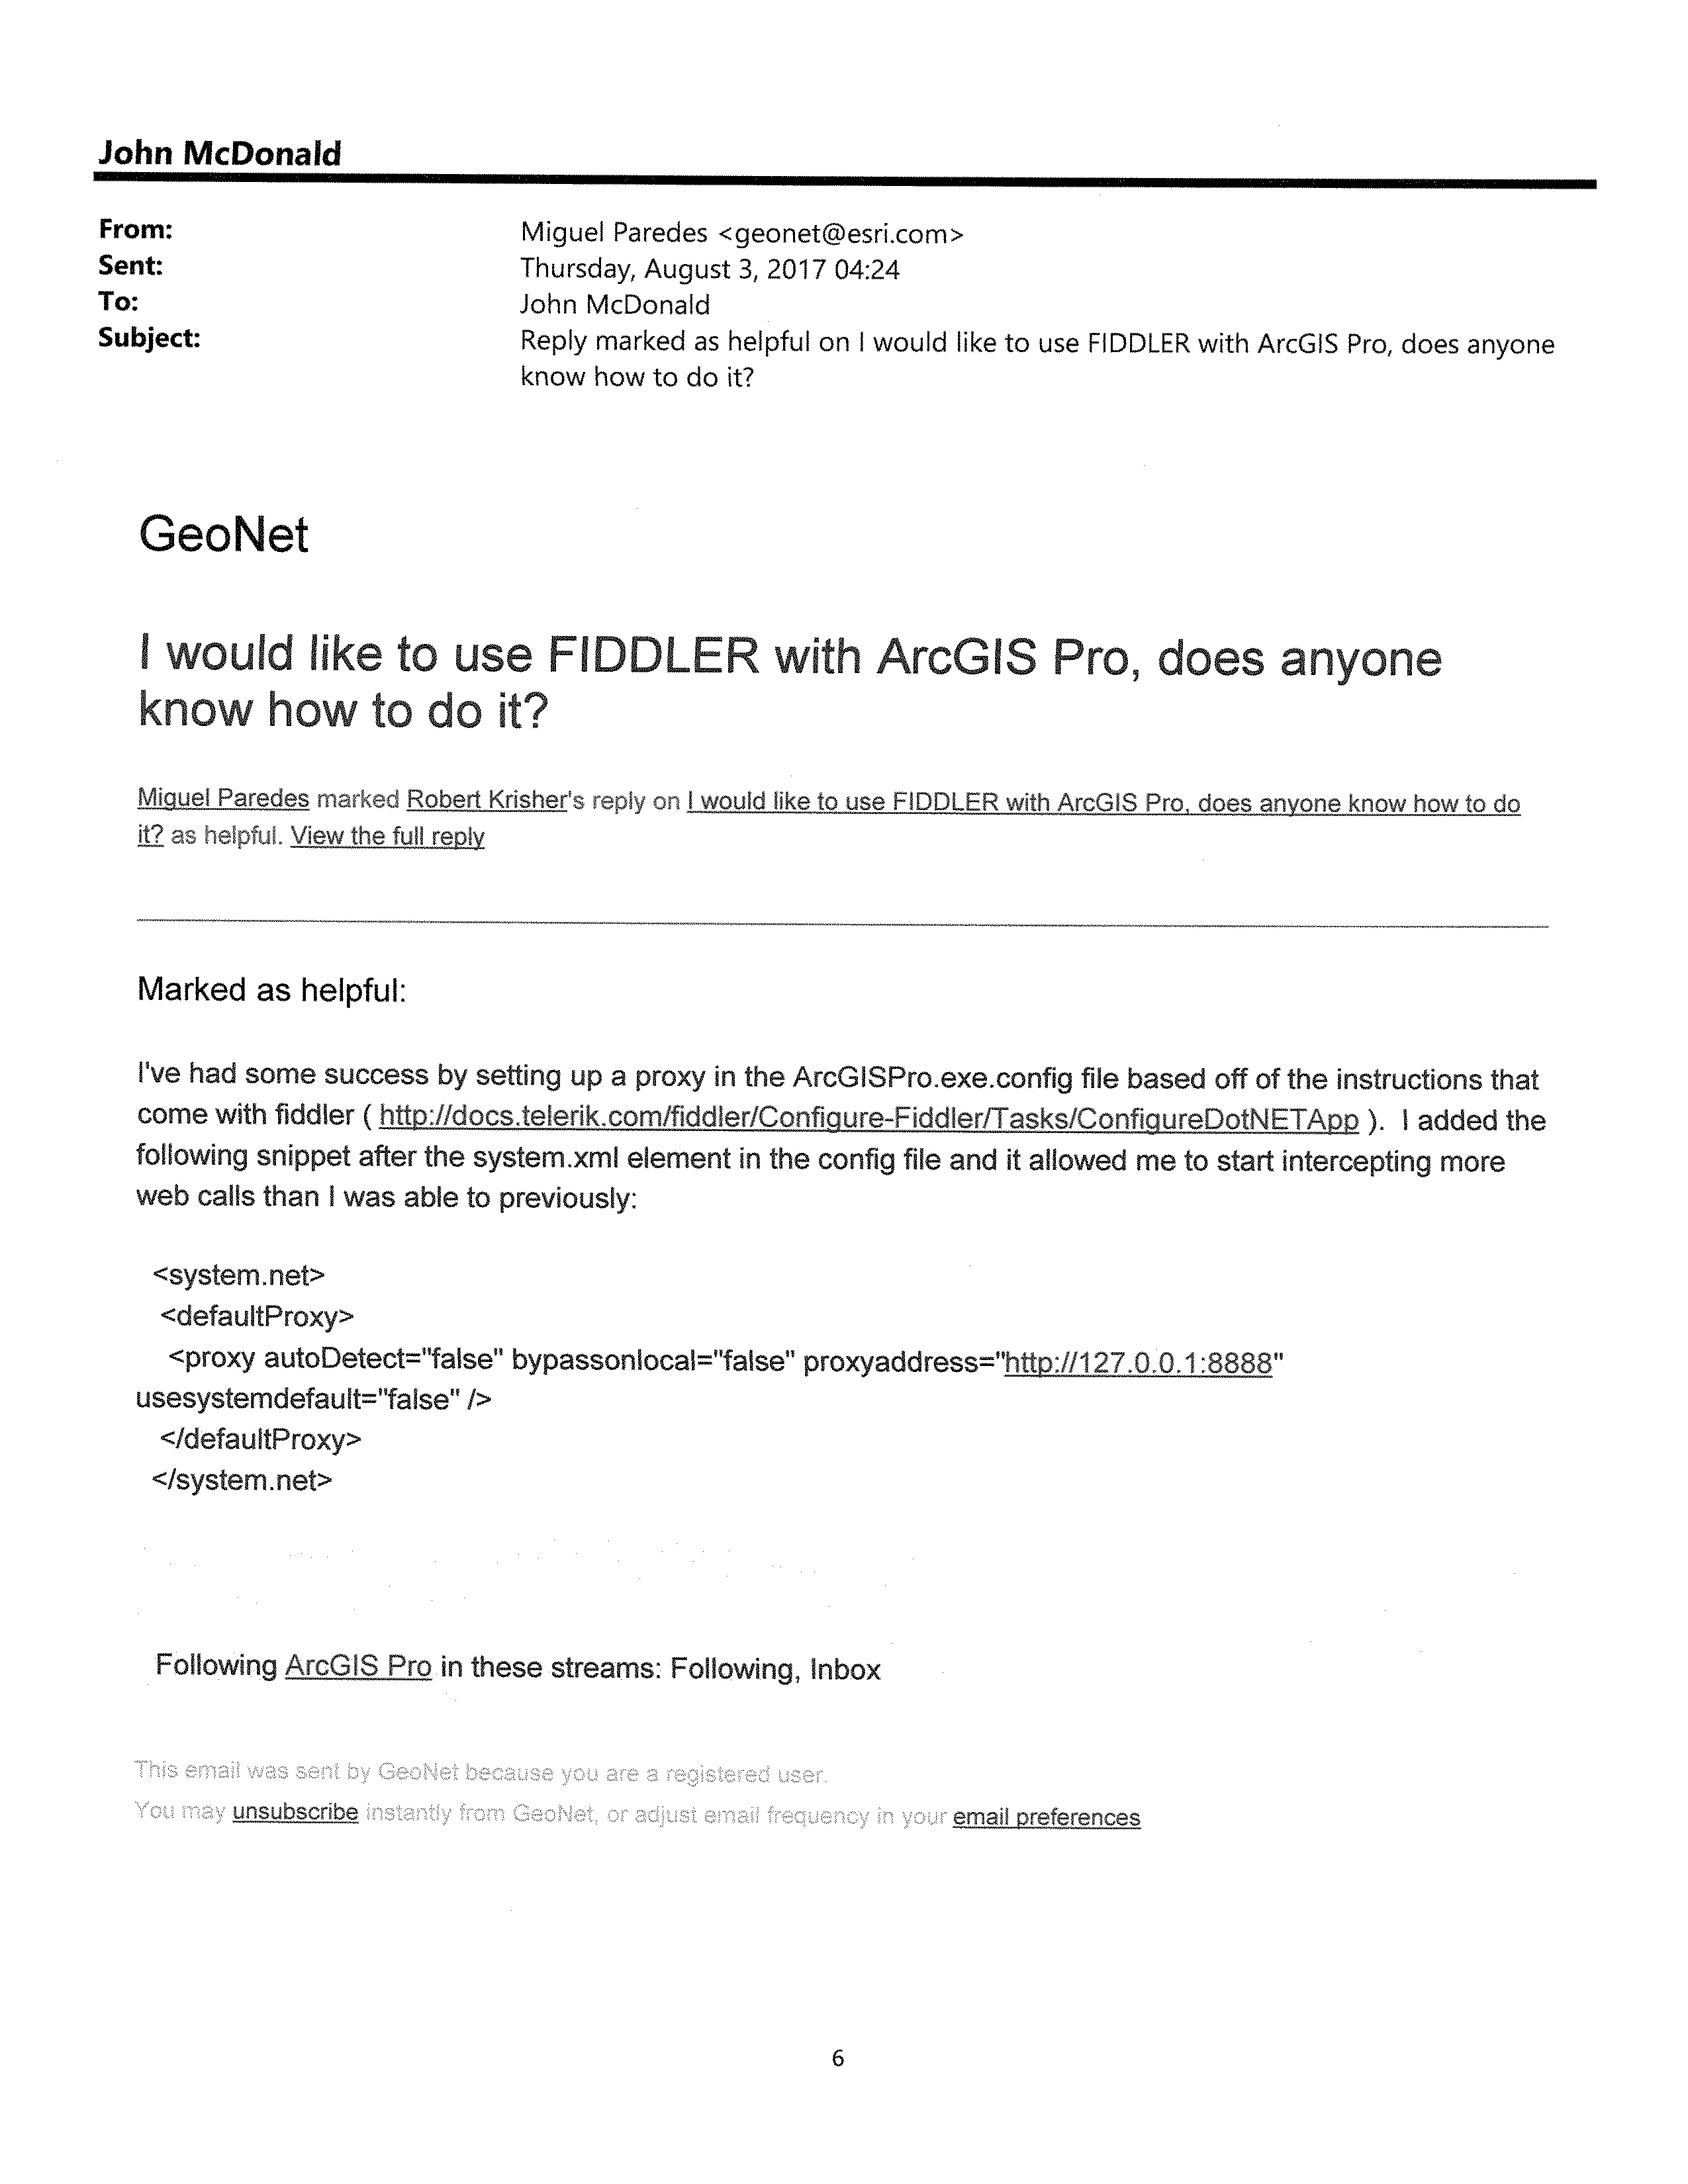 John McDonald
From: Miguel Paredes <geonet@esri.com>
Sent: Thursday, August 3, 2017 04:24
To: John McDonald
Subject: Reply marked as helpful on I would like to use FIDDLER with ArcGIS Pro, does anyone
know how to do it?
GeoNet
I would like to use FIDDLER with ArcGIS Pro, does anyone
know how to do it?
Miguel Paredes marked Robert Krisher's reply on I would like to use FIDDLER with ArcGIS Pro, does anyone know how to do
it? as helpful. View the full reply
Marked as helpful:
I've had some success by setting up a proxy in the ArcGISPro.exe.config file based off of the instructions that
come with fiddler ( http://docs.telerik.com/fiddler/Configure-Fiddler/Tasks/ConfigureDotNETApp ).  I added the
following snippet after the system.xml element in the config file and it allowed me to start intercepting more
web calls than I was able to previously:
<system.net>
<defaultProxy>
<proxy autoDetect="false" bypassonlocal="false" proxyaddress="http://127.0.0.1:8888"
usesystemdefault="false" />
</defaultProxy>
</system.net>
Following ArcGIS Pro in these streams: Following, Inbox
This email was sent by GeoNet because you are a registered user.
You may unsubscribe instantly from GeoNet, or adjust email frequency in your email preferences
6